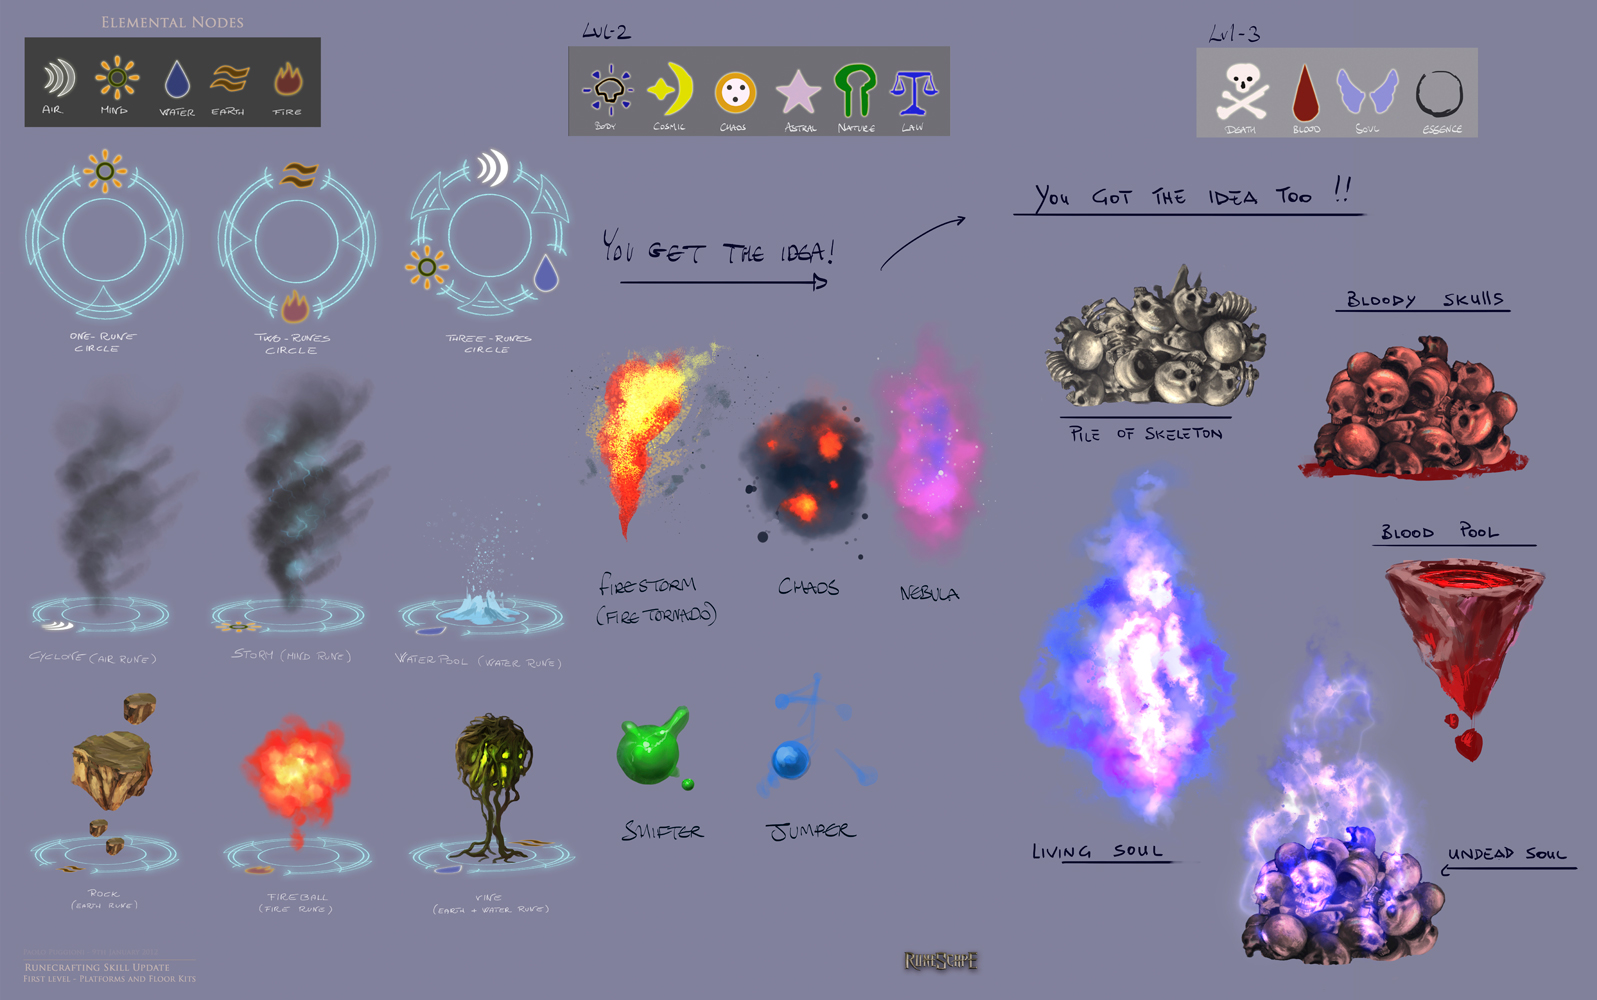 Elemental Nodes
AIR
MIND
WATER
EARTH
FIRE
LVL-2
BODY
COSMIC
CHAOS
ASTRAL
NATURE
LAW
LVL-3
DEATH
BLOOD
SOUL
ESSENCE
ONE-RUNE
CIRCLE
TWO-RUNES
CIRCLE
THREE-RUNES
CIRCLE
YOU GET THE IDEA!
YOU GOT THE IDEA TOO !!
PILE OF SKELETON
BLOODY SKULLS
BLOOD POOL
CYCLONE (AIR RUNE)
STORM (MIND RUNE)
WATERPOOL (WATER RUNE)
FIRESTORM
(FIRE TORNADO)
CHAOS
NEBULA
ROCK
(EARTH RUNE)
FIREBALL
(FIRE RUNE)
VINE
(EARTH + WATER RUNE)
SHIFTER
JUMPER
LIVING SOUL
UNDEAD SOUL
Runecrafting Skill Update
First level - Platforms and Floor Kits
RUNESCAPE